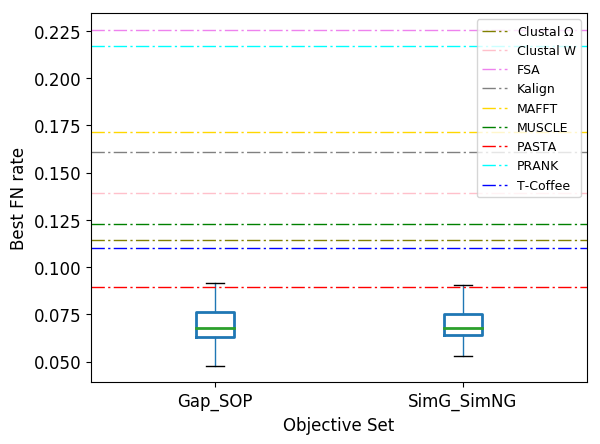 Best FN rate
0.225
0.200
0.175
0.150
0.125
0.100
0.075
0.050
Clustal Ω
Clustal W
FSA
Kalign
MAFFT
MUSCLE
PASTA
PRANK
T-Coffee
Gap_SOP SimG_SimNG
Objective Set